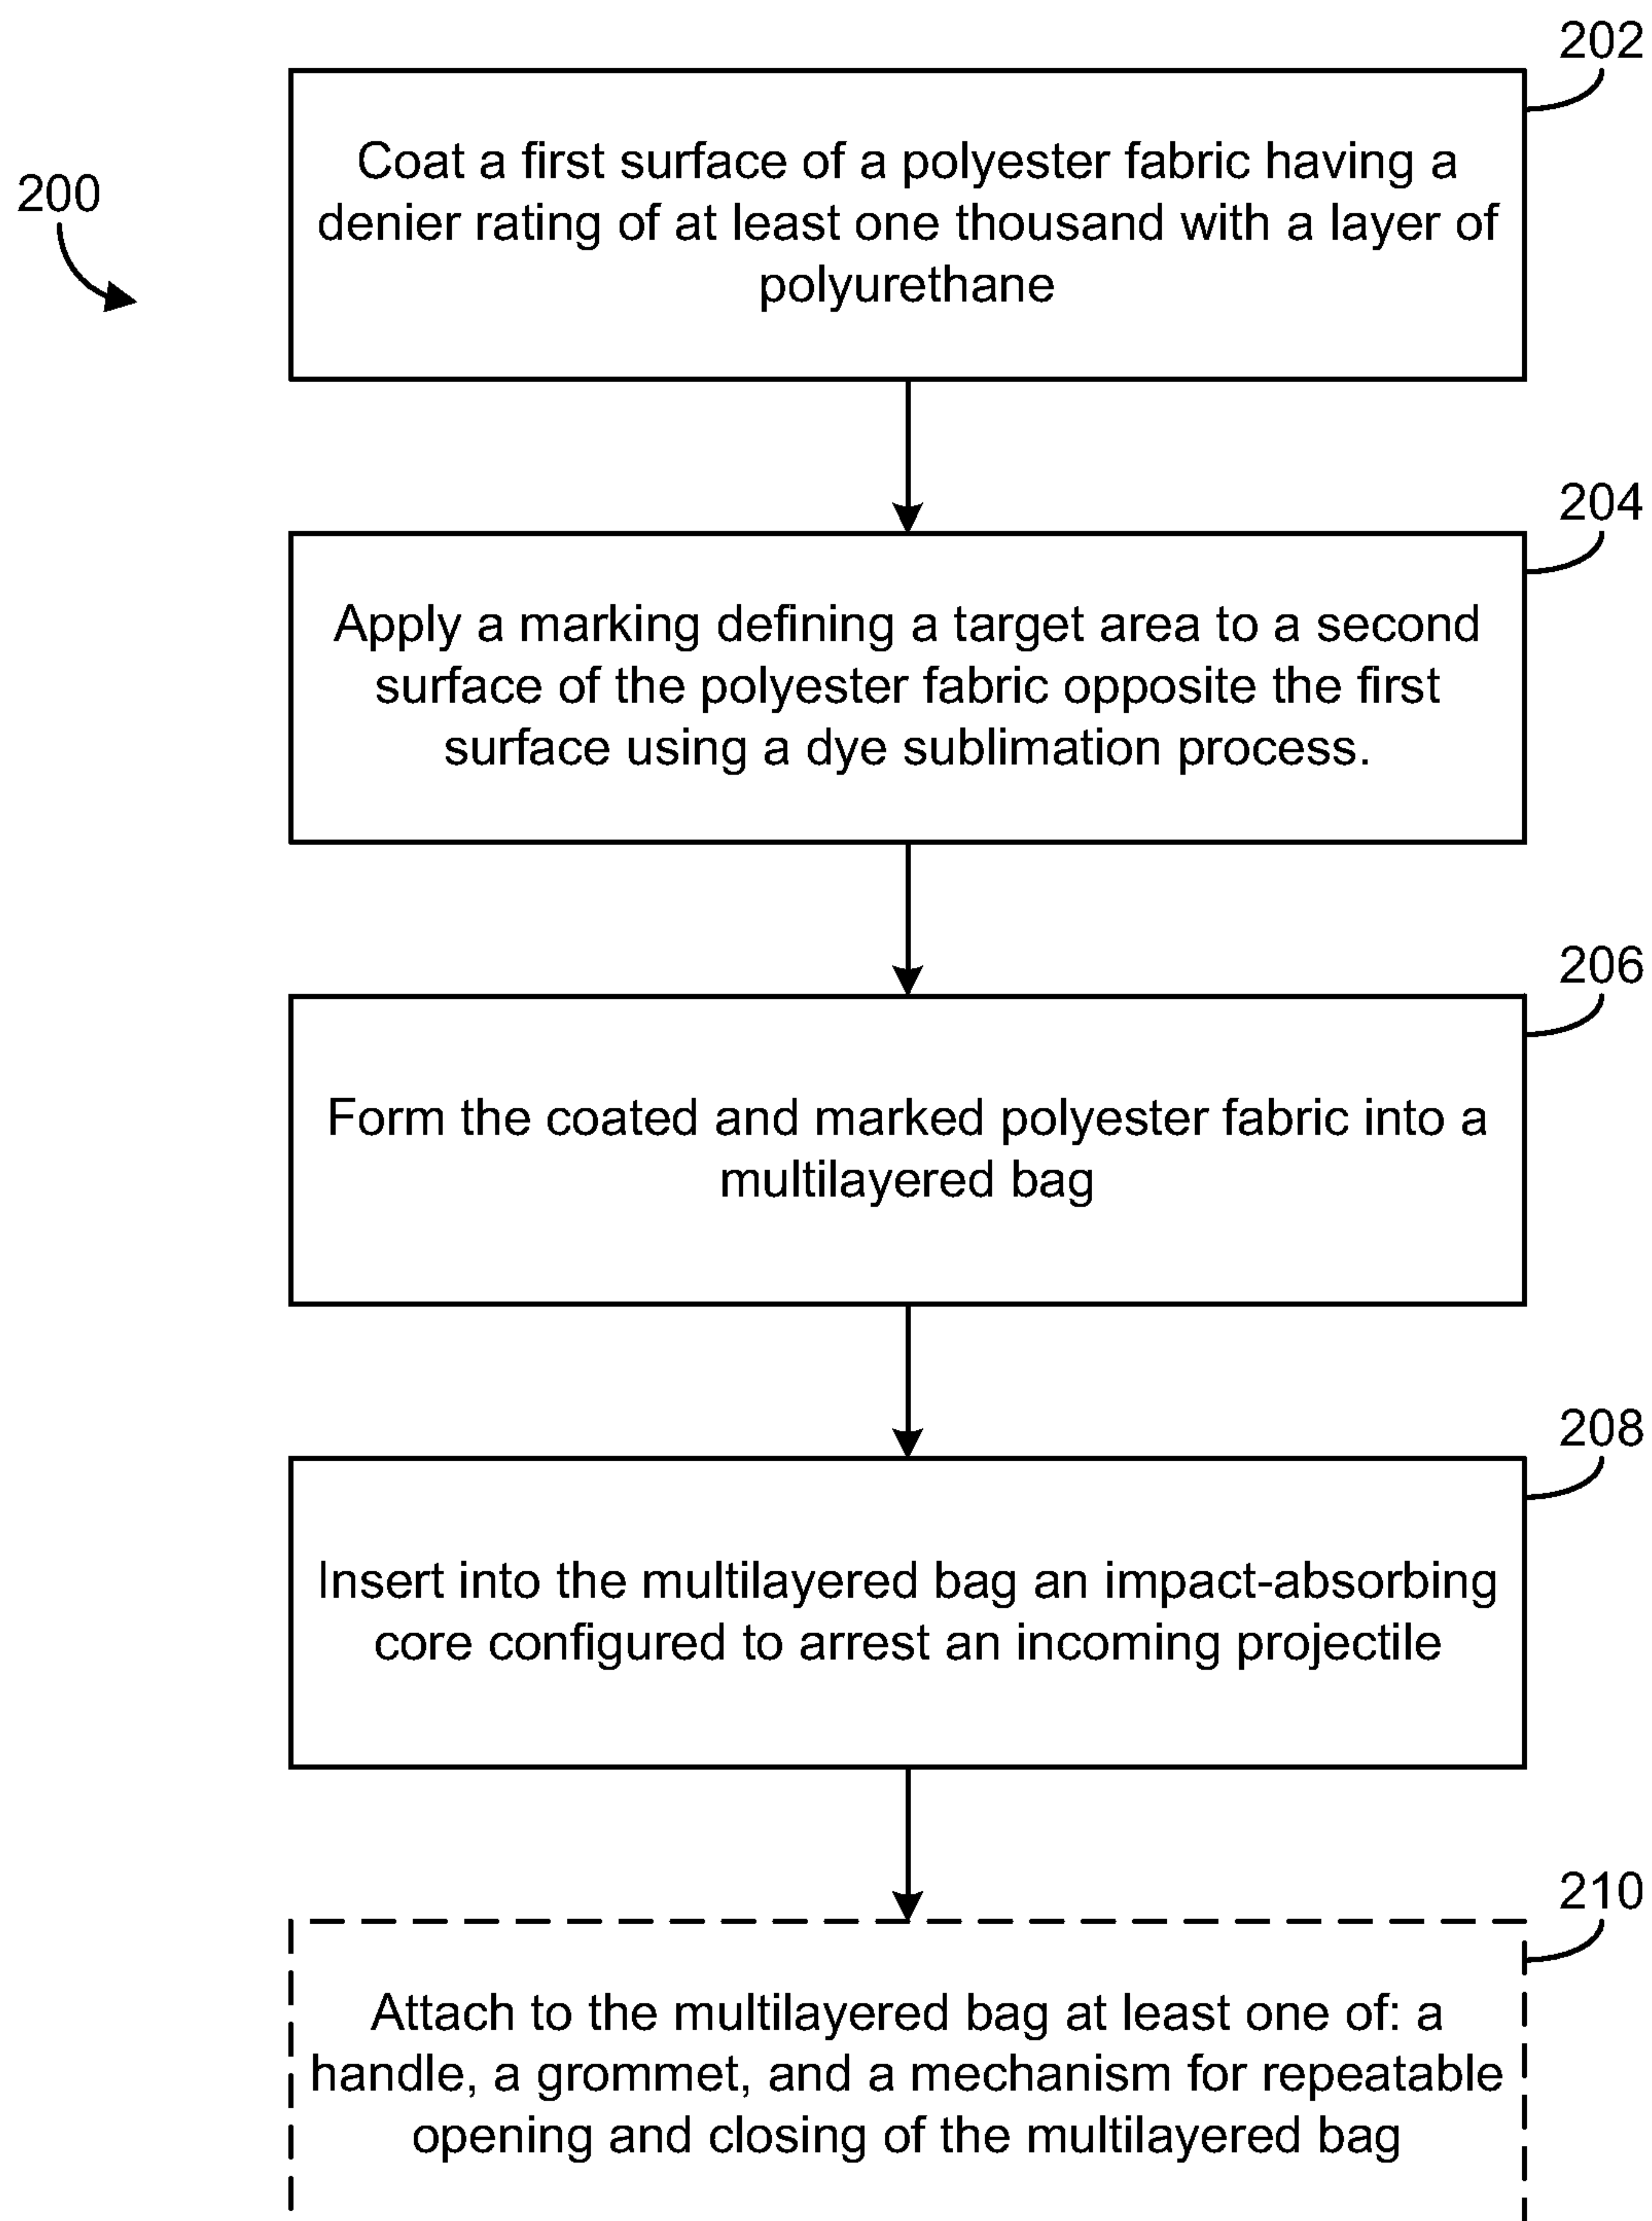 202
200
Coat a first surface of a polyester fabric having a
denier rating of at least one thousand with a layer of
polyurethane
204
Apply a marking defining a target area to a second
surface of the polyester fabric opposite the first
surface using a dye sublimation process.
206
Form the coated and marked polyester fabric into a
multilayered bag
208
Insert into the multilayered bag an impact-absorbing
core configured to arrest an incoming projectile
210
Attach to the multilayered bag at least one of: a
handle, a grommet, and a mechanism for repeatable
opening and closing of the multilayered bag